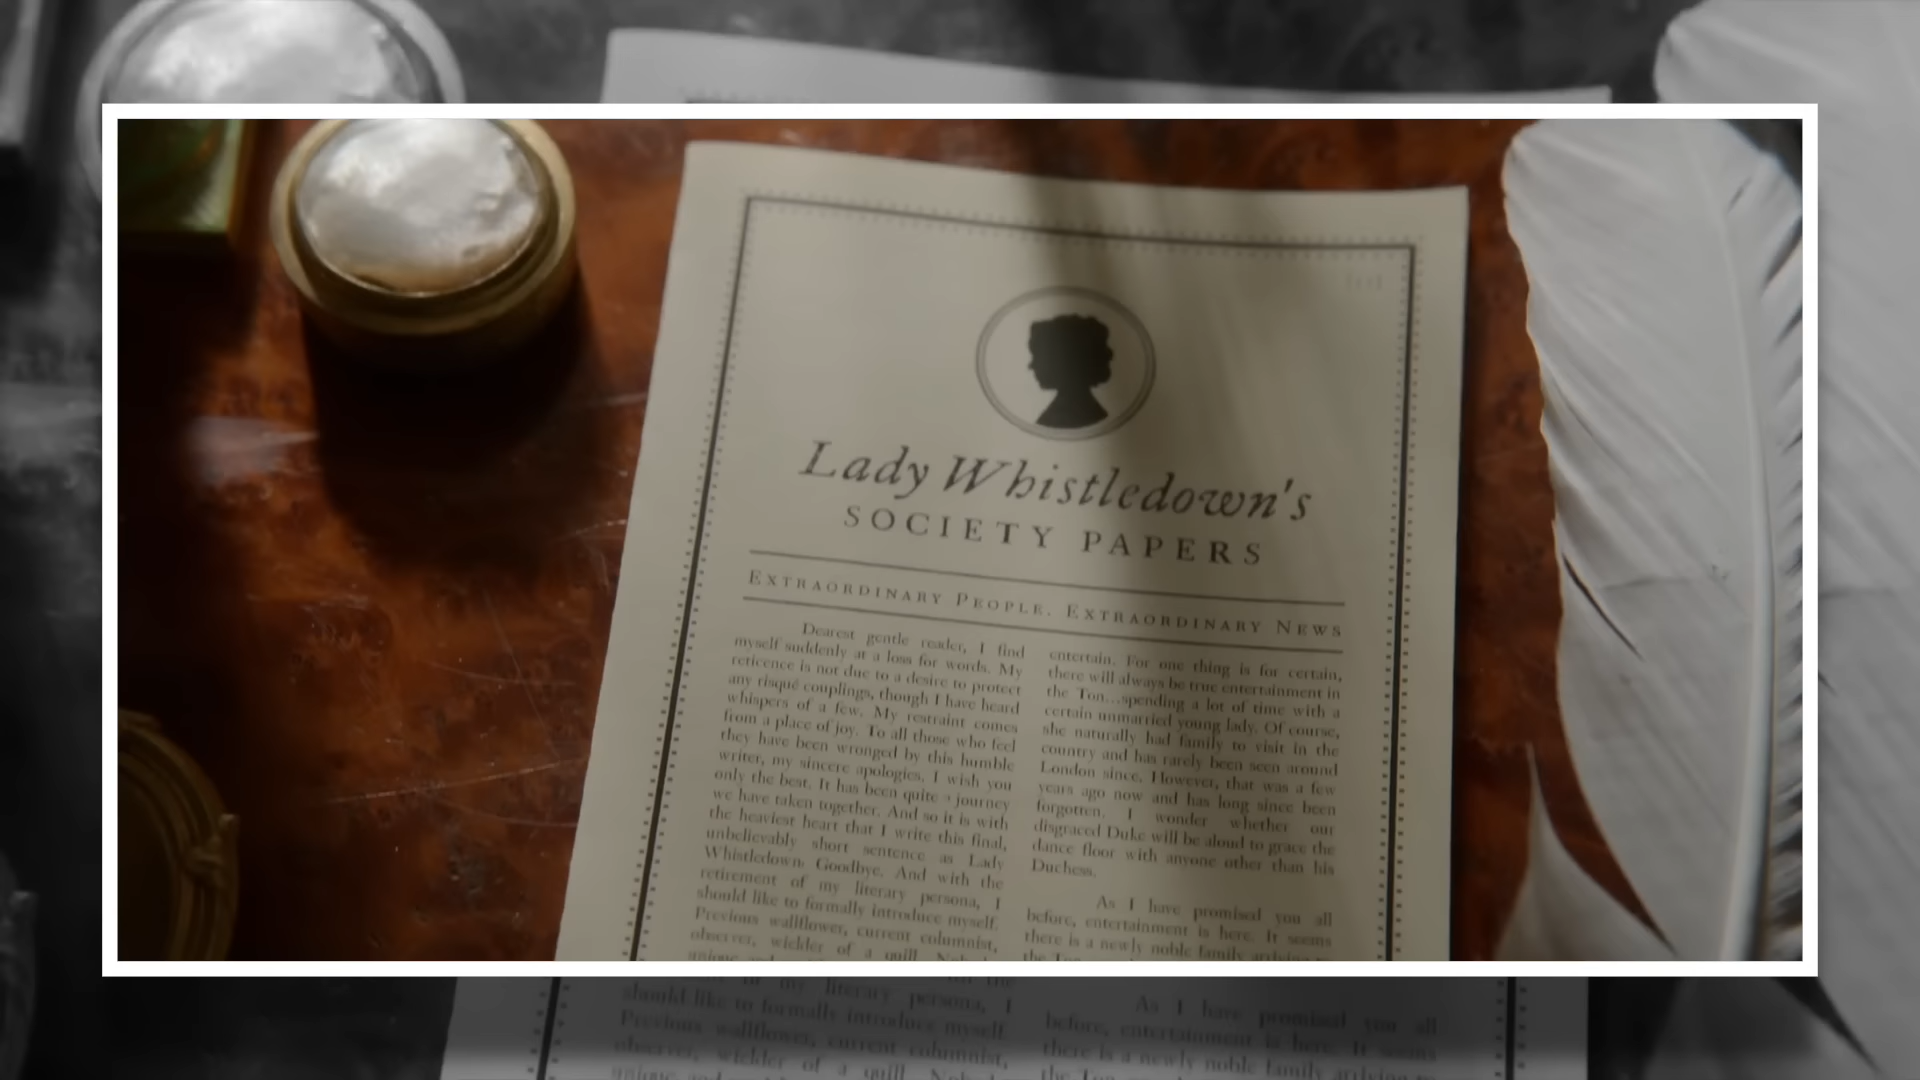 Lady Whistledown's
SOCIETY PAPERS
EXTRAORDINARY PEOPLE. EXTRAORDINARY NEWS
Dearest gentle reader, I find
myself suddenly at a loss for words. My
reticence is not due to a desire to protect
any risqué couplings, though I have heard
whispers of a few. My restraint comes
from a place of joy. To all those who feel
they have been wronged by this humble
writer, my sincere apologies. I wish you
only the best. It has been quite a journey
we have taken together. And so it is with
the heaviest heart that I write this final,
unbelievably short sentence as Lady
Whistledown. Goodbye. And with the
retirement of my literary persona, I
should like to formally introduce myself.
Previous wallflower, current columnist,
observer, wickler of a quill.
entertain. For one thing is for certain,
there will always be true entertainment in
the Ton...spending a lot of time with a
certain unmarried young lady. Of course,
she naturally had family to visit in the
country and has rarely been seen around
London since. However, that was a few
years ago now and has long since been
forgotten. I wonder whether our
disgraced Duke will be aloud to grace the
dance floor with anyone other than his
Duchess.
As I have promised you all
before, entertainment is here. It seems
there is a newly noble family arriving
in my literary persona, I
should like to formally introduce myself.
Previous wallflower, current columnist,
observer, wickler of a quill.
As I have promised you all
before, entertainment is here. It seems
there is a newly noble family arriving
the Ton